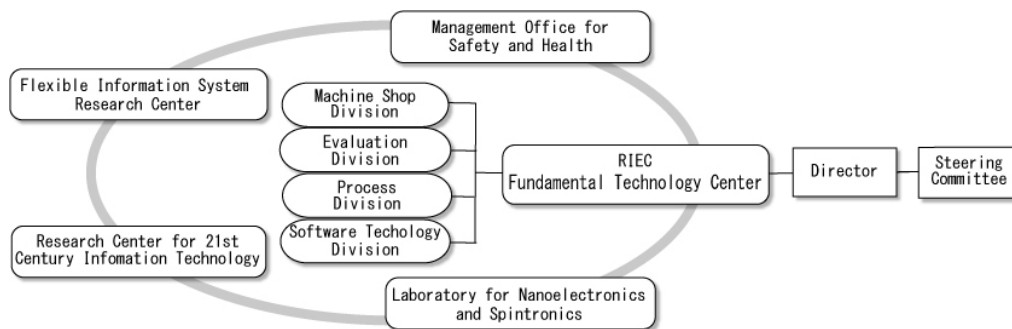 Management Office for
Safety and Health
Flexible Information System
Research Center
Machine Shop
Division
Evaluation
Division
Process
Division
Software Techology
Division
RIEC
Fundamental Technology Center
Director
Steering
Committee
Research Center for 21st
Century Infomation Technology
Laboratory for Nanoelectronics
and Spintronics